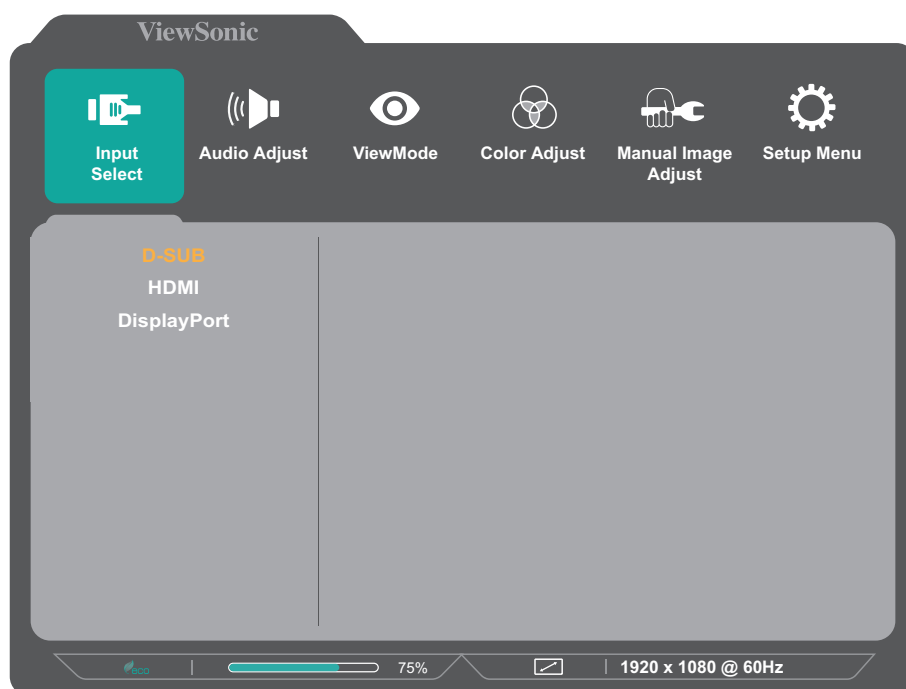 ViewSonic
Input
Select
Audio Adjust
ViewMode
Color Adjust
Manual Image
Adjust
Setup Menu
D-SUB
HDMI
DisplayPort
eco
75%
1920 x 1080 @ 60Hz